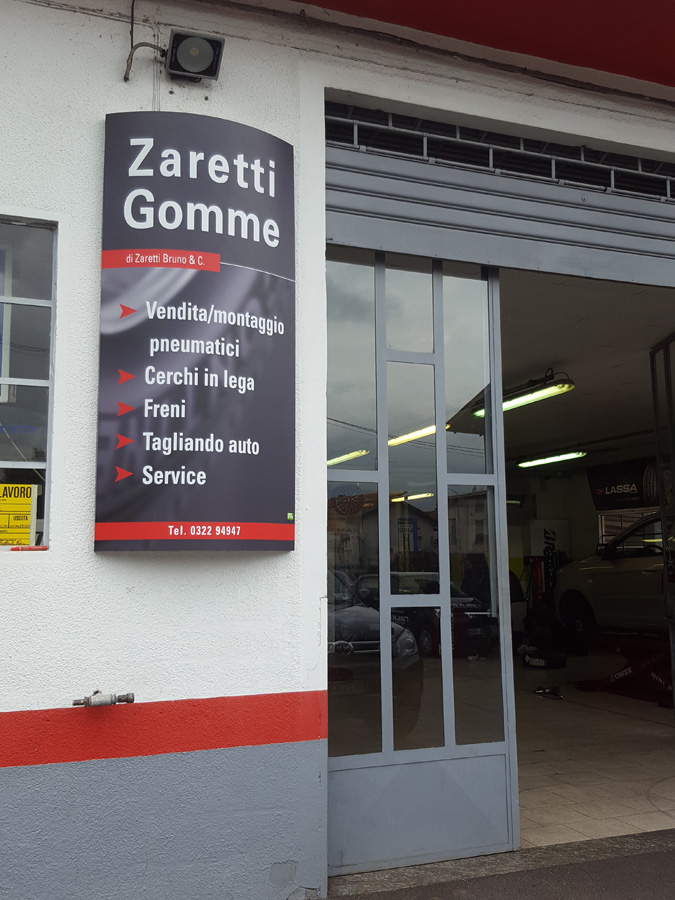 Zaretti
Gomme
di Zaretti Bruno & C.
Vendita/montaggio
pneumatici
Cerchi in lega
Freni
Tagliando auto
Service
Tel. 0322 94947
LAVORO
USCITA
LASSA